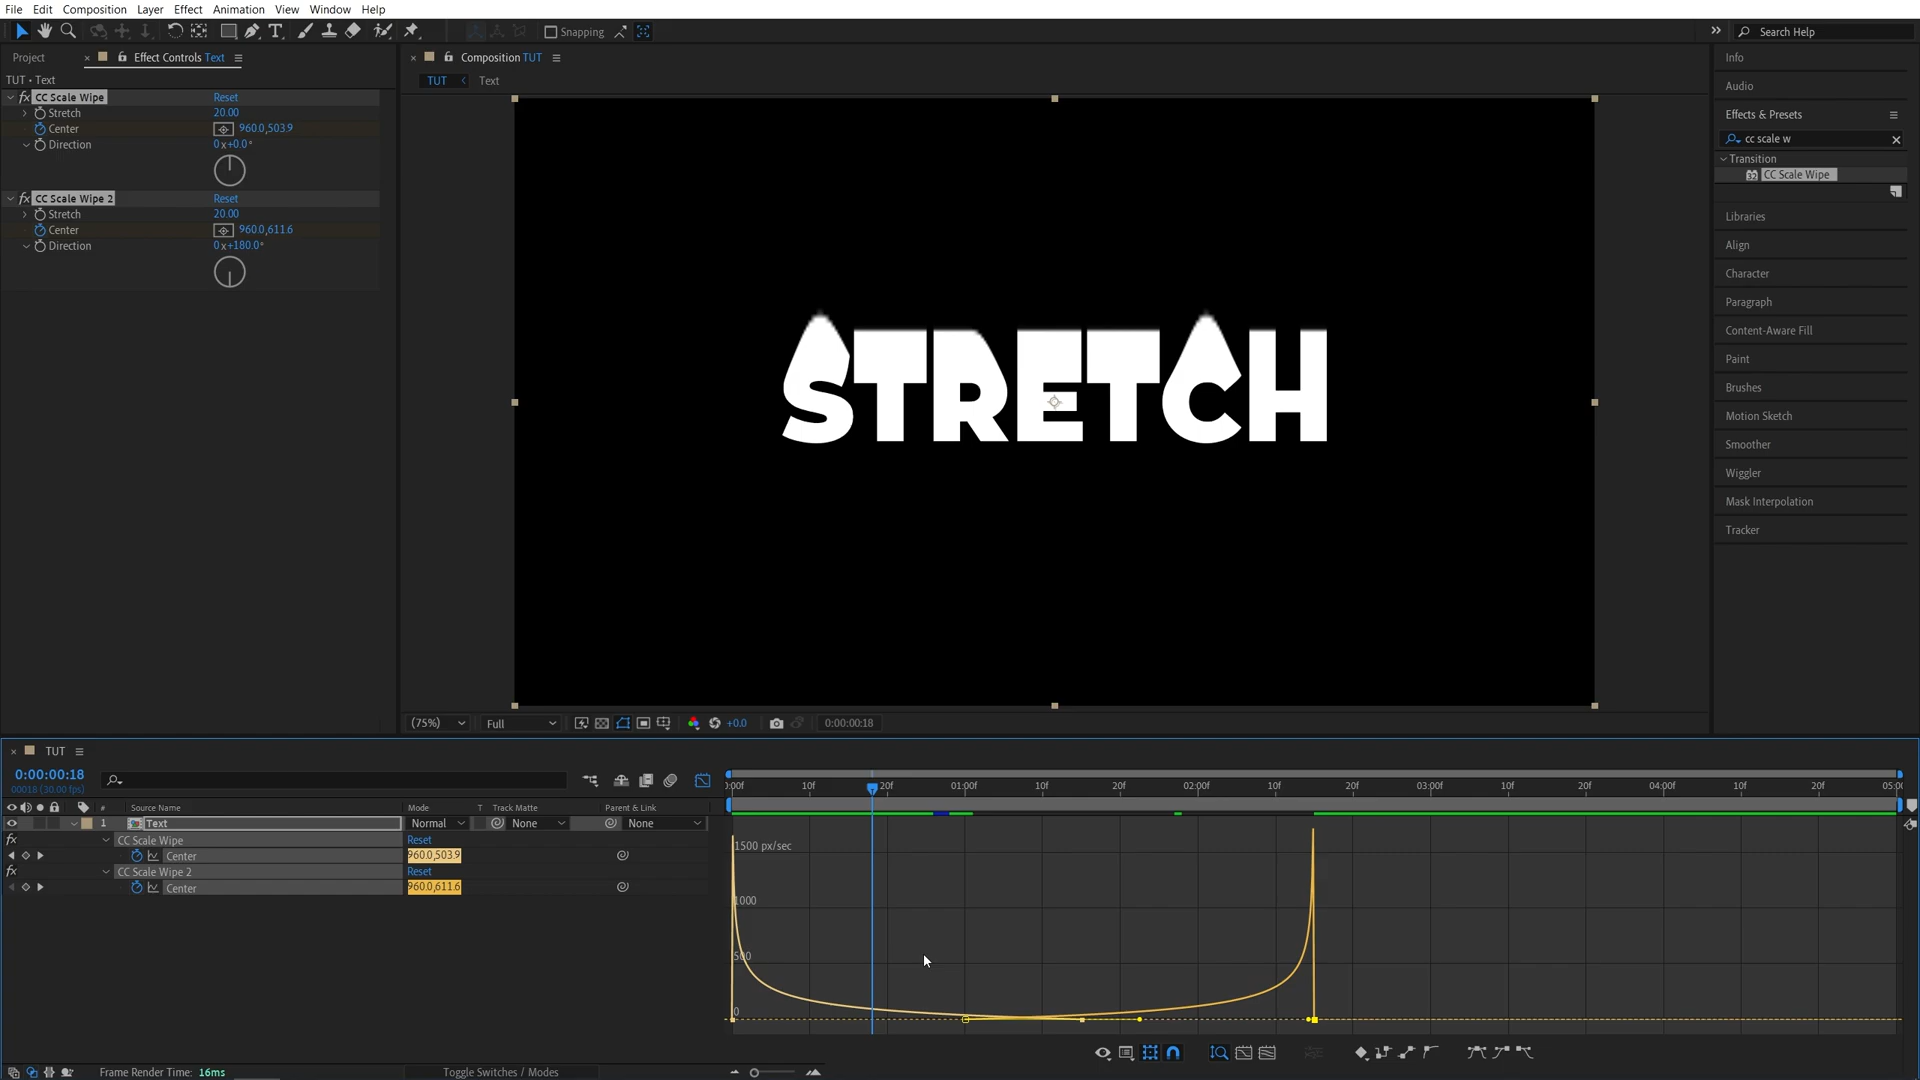 File Edit Composition Layer Effect Animation View Window Help
Snapping
Search Help
Project
Effect Controls Text
Composition TUT
Info
TUT • Text
TUT
Text
Audio
fx CC Scale Wipe Reset
Stretch 20.00
Center 960.0,503.9
Direction 0x+0.0°
fx CC Scale Wipe 2 Reset
Stretch 20.00
Center 960.0,611.6
Direction 0x+180.0°
Effects & Presets
cc scale w
Transition
CC Scale Wipe
Libraries
Align
Character
Paragraph
Content-Aware Fill
Paint
Brushes
Motion Sketch
Smoother
Wiggler
Mask Interpolation
Tracker
STRETCH
(75%) Full +0.0 0:00:00:18
TUT
0:00:00:18
00018 (30.00 fps)
:00f 10f 20f 01:00f 10f 20f 02:00f 10f 20f 03:00f 10f 20f 04:00f 10f 20f 05:00
# Source Name Mode T Track Matte Parent & Link
1 Text Normal None None
fx CC Scale Wipe Reset
Center 960.0,503.9
fx CC Scale Wipe 2 Reset
Center 960.0,611.6
1500 px/sec
1000
500
0
Frame Render Time: 16ms
Toggle Switches / Modes